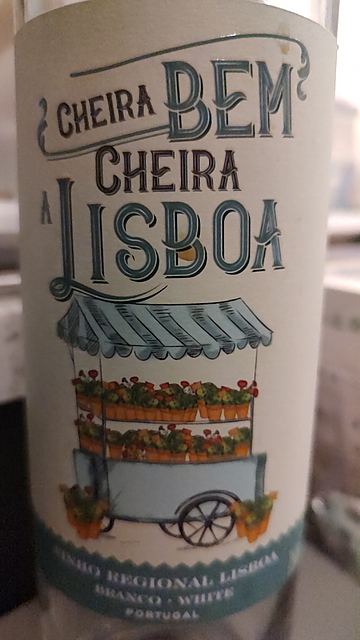 CHEIRA BEM
CHEIRA
A LISBOA
VINHO REGIONAL LISBOA
BRANCO · WHITE
PORTUGAL